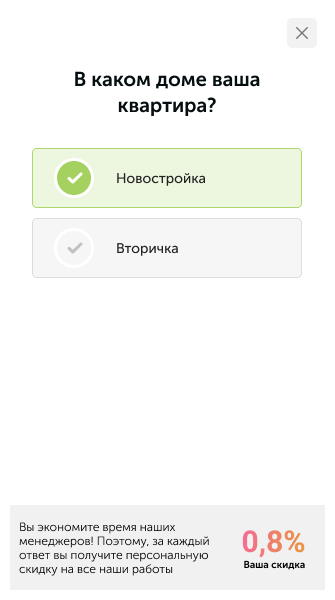 В каком доме ваша
квартира?
Новостройка
Вторичка
Вы экономите время наших
менеджеров! Поэтому, за каждый
ответ вы получите персональную
скидку на все наши работы
0,8%
Ваша скидка